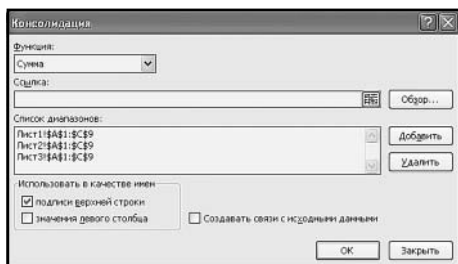 Консолидация
Функция:
Сумма
Ссылка:
Обзор...
Список диапазонов:
Лист1!$A$1:$C$9
Лист2!$A$1:$C$9
Лист3!$A$1:$C$9
Добавить
Удалить
Использовать в качестве имен
подписи верхней строки
значения левого столбца
Создавать связи с исходными данными
ОК
Закрыть